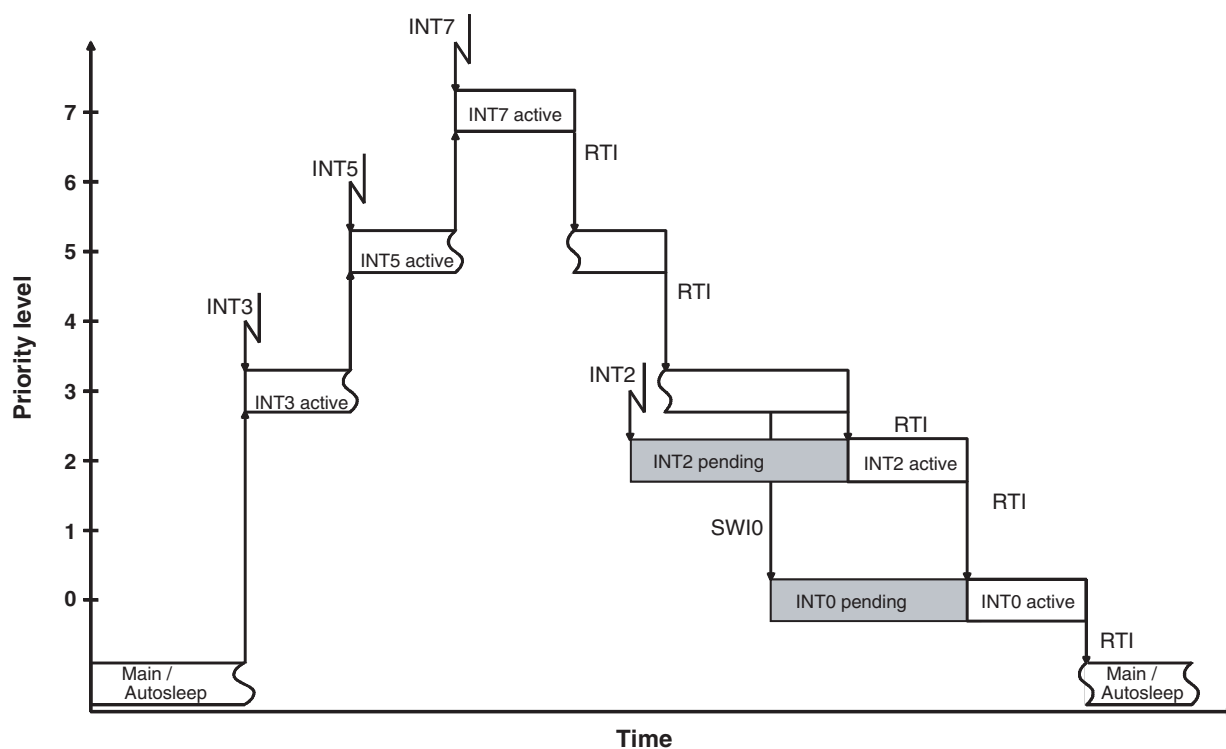 INT7
7
INT7 active
RTI
INT5
6
5
INT5 active
RTI
INT3
4
3
INT3 active
INT2
RTI
2
INT2 pending
INT2 active
RTI
1
SWI0
0
INT0 pending
INT0 active
RTI
Main /
Autosleep
Main /
Autosleep
Priority level
Time